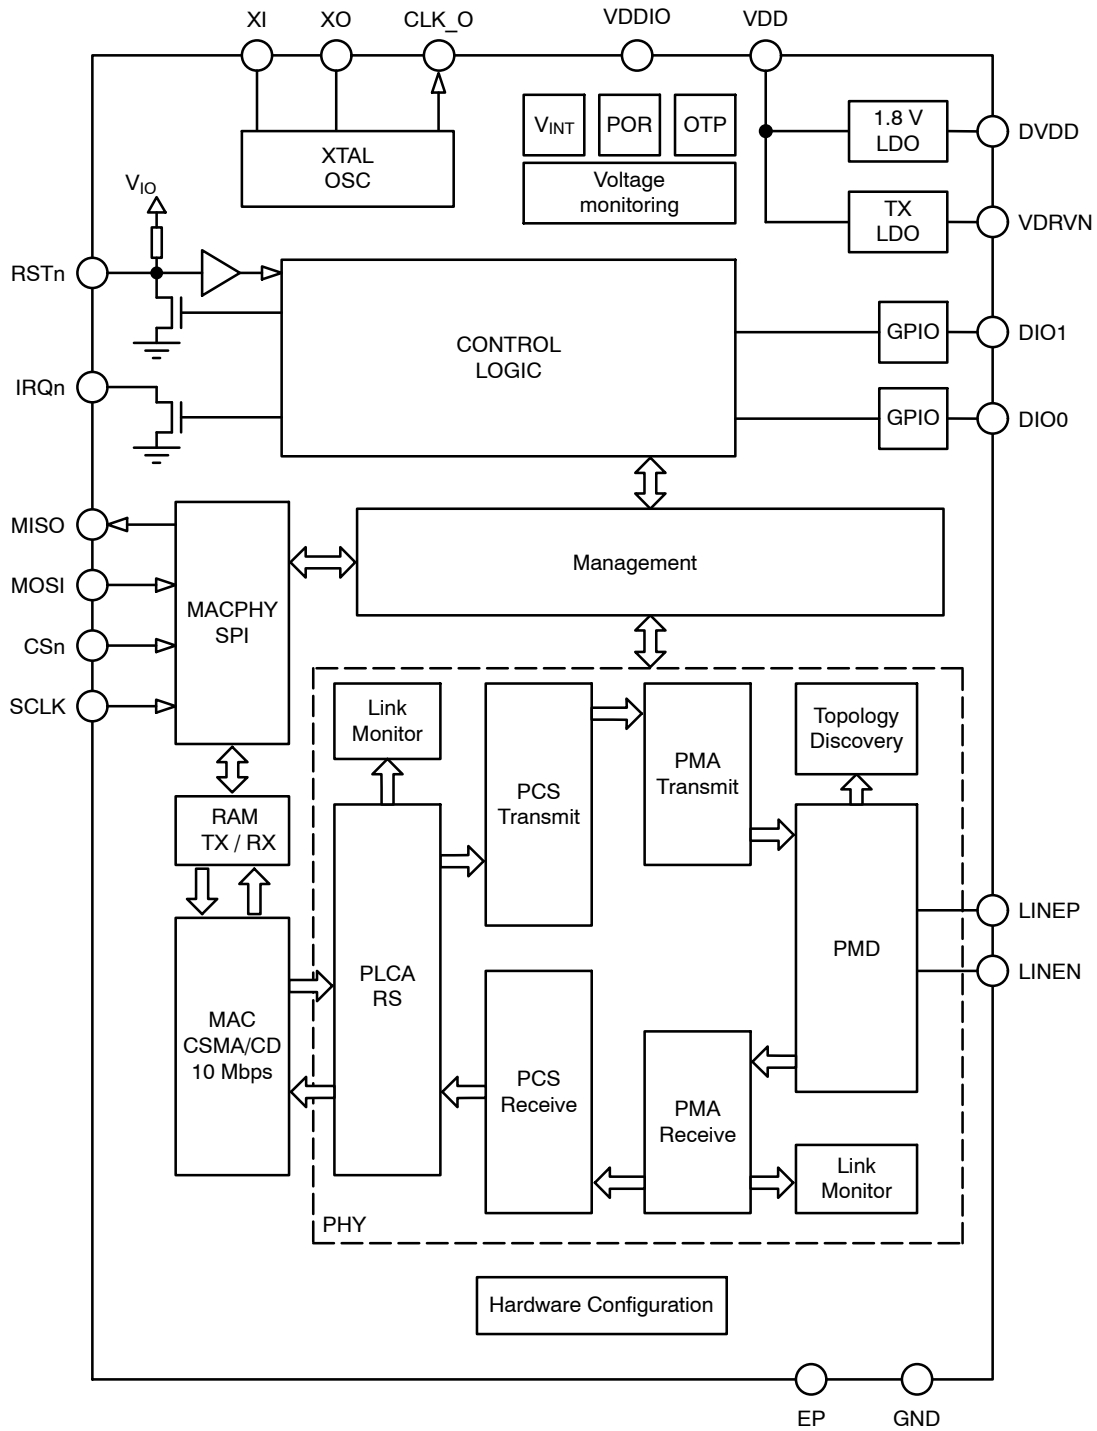 XI
XO
CLK_O
VDDIO
VDD
VINT
POR
OTP
1.8 V
LDO
DVDD
XTAL
OSC
Voltage
monitoring
VIO
TX
LDO
VDRVN
RSTn
CONTROL
LOGIC
GPIO
DIO1
IRQn
GPIO
DIO0
MISO
MOSI
CSn
SCLK
MACPHY
SPI
Management
Link
Monitor
PCS
Transmit
PMA
Transmit
Topology
Discovery
RAM
TX / RX
PLCA
RS
PMD
LINEP
LINEN
MAC
CSMA/CD
10 Mbps
PCS
Receive
PMA
Receive
Link
Monitor
PHY
Hardware Configuration
EP
GND